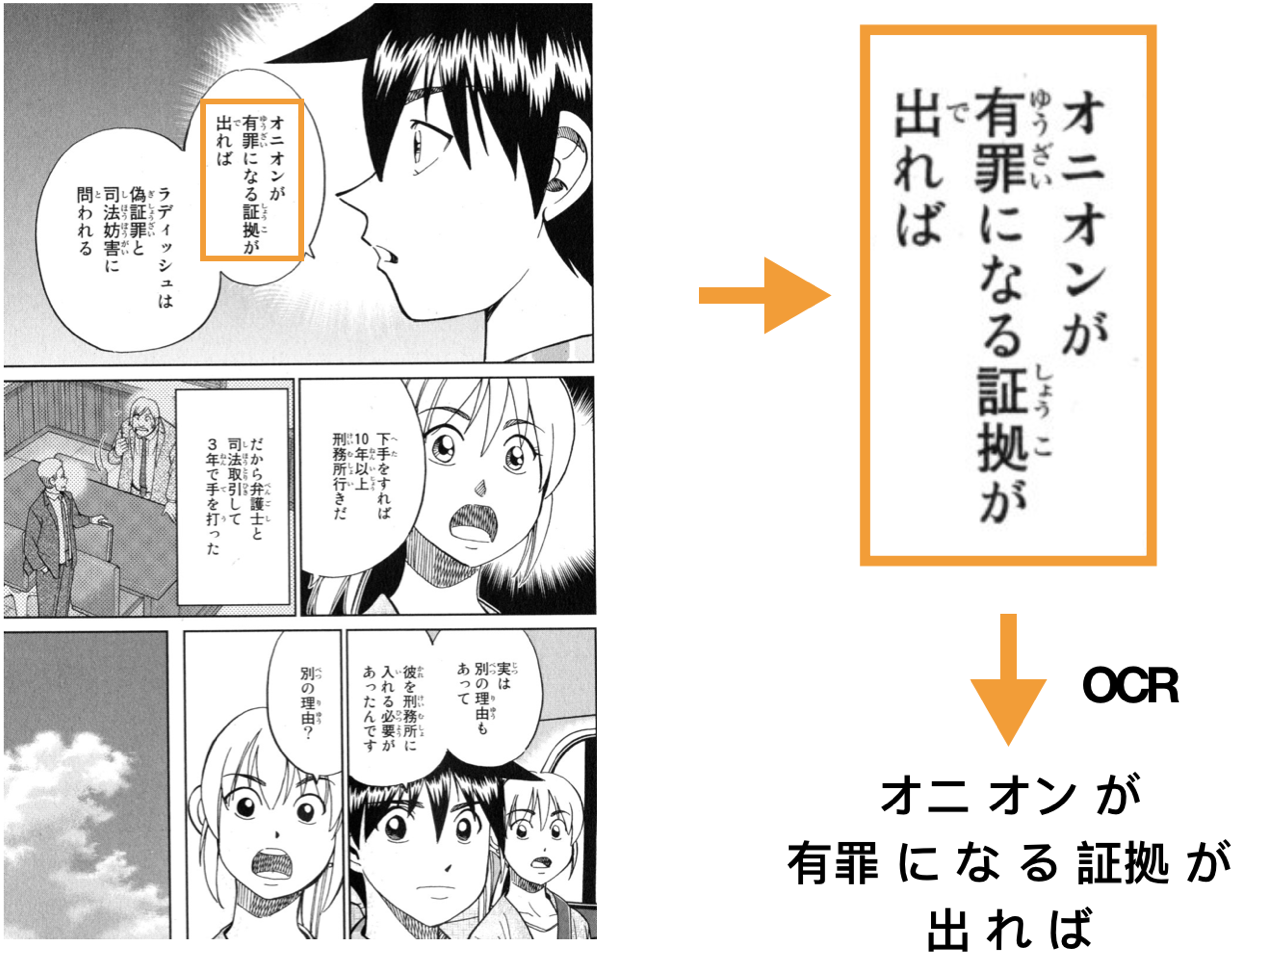 オニオンが
有罪になる証拠が
出れば
ラディッシュは
偽証罪と
司法妨害に
問われる
下手をすれば
10年以上
刑務所行きだ
だから弁護士と
司法取引して
3年で手を打った
実は
別の理由も
あって
彼を刑務所に
入れる必要が
あったんです
別の理由?
オニオンが
有罪になる証拠が
出れば
OCR
オニ オン が
有罪 に な る 証拠 が
出 れ ば